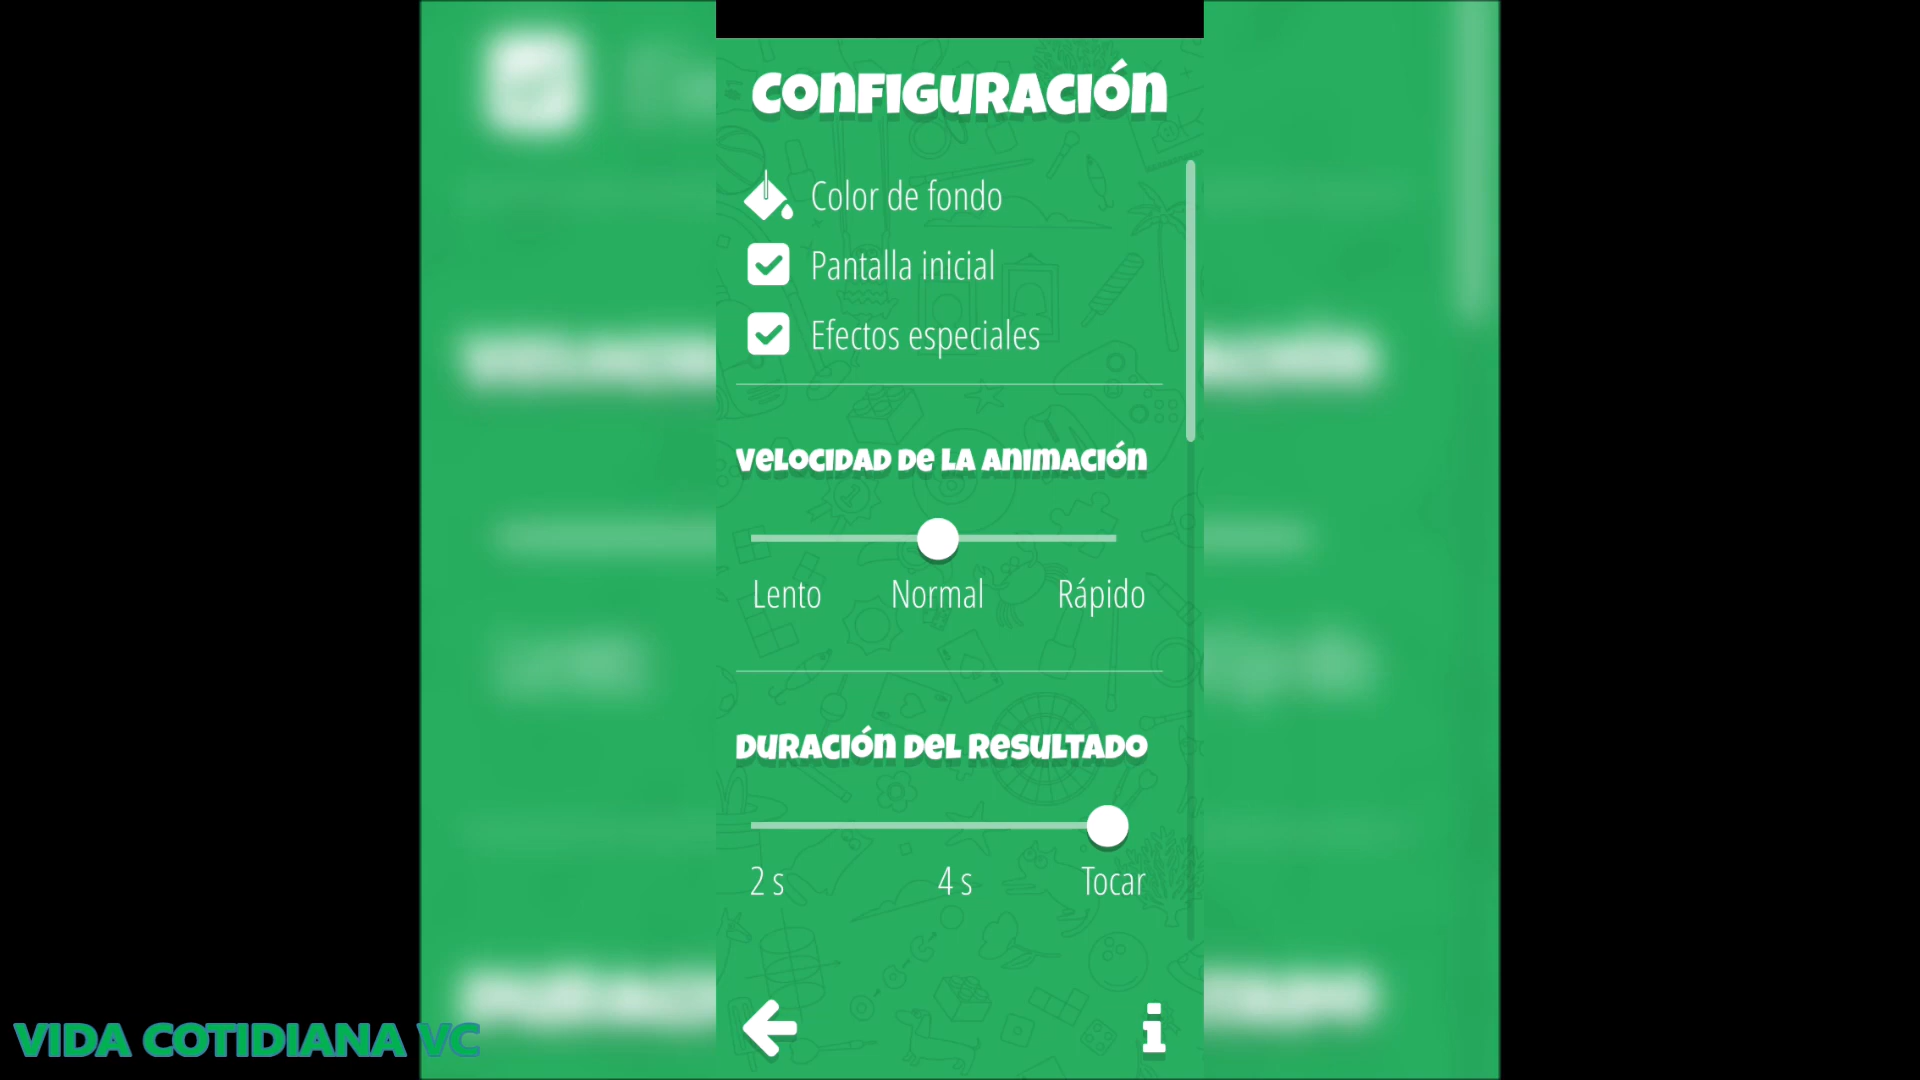 CONFIGURACIÓN
Color de fondo
Pantalla inicial
Efectos especiales
VELOCIDAD DE LA ANIMACIÓN
Lento Normal Rápido
DURACIÓN DEL RESULTADO
2 s 4 s Tocar
VIDA COTIDIANA VC